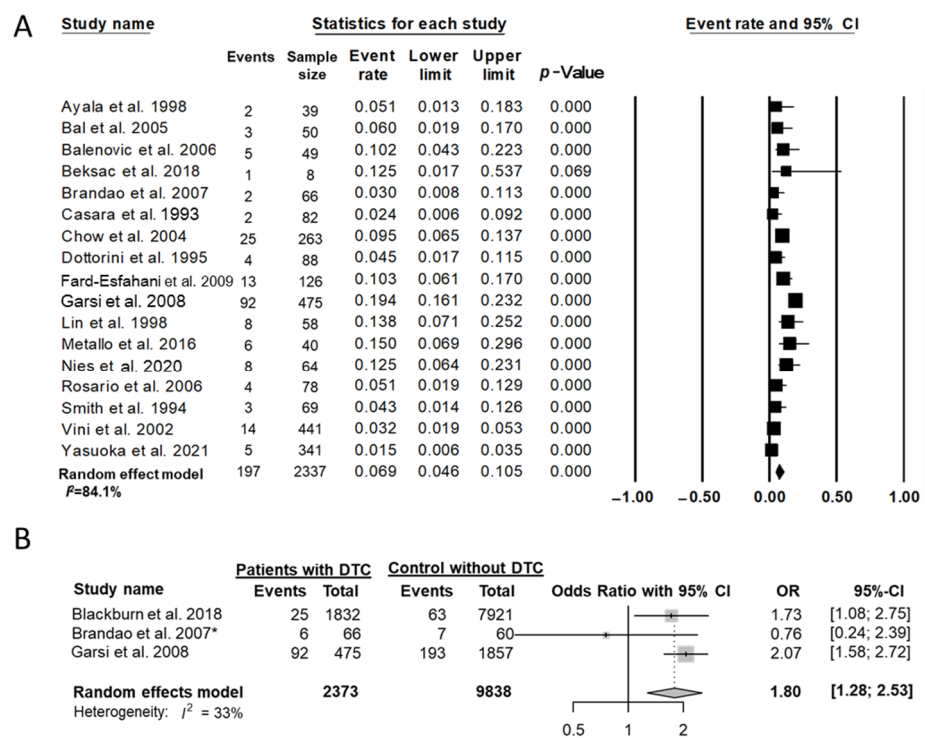 A
Study name Statistics for each study Event rate and 95% CI
Events Sample size Event rate Lower limit Upper limit p-Value
Ayala et al. 1998 2 39 0.051 0.013 0.183 0.000
Bal et al. 2005 3 50 0.060 0.019 0.170 0.000
Balenovic et al. 2006 5 49 0.102 0.043 0.223 0.000
Beksac et al. 2018 1 8 0.125 0.017 0.537 0.069
Brandao et al. 2007 2 66 0.030 0.008 0.113 0.000
Casara et al. 1993 2 82 0.024 0.006 0.092 0.000
Chow et al. 2004 25 263 0.095 0.065 0.137 0.000
Dottorini et al. 1995 4 88 0.045 0.017 0.115 0.000
Fard-Esfahani et al. 2009 13 126 0.103 0.061 0.170 0.000
Garsi et al. 2008 92 475 0.194 0.161 0.232 0.000
Lin et al. 1998 8 58 0.138 0.071 0.252 0.000
Metallo et al. 2016 6 40 0.150 0.069 0.296 0.000
Nies et al. 2020 8 64 0.125 0.064 0.231 0.000
Rosario et al. 2006 4 78 0.051 0.019 0.129 0.000
Smith et al. 1994 3 69 0.043 0.014 0.126 0.000
Vini et al. 2002 14 441 0.032 0.019 0.053 0.000
Yasuoka et al. 2021 5 341 0.015 0.006 0.035 0.000
Random effect model 197 2337 0.069 0.046 0.105 0.000
I²=84.1%
−1.00 −0.50 0.00 0.50 1.00
B
Patients with DTC Control without DTC
Study name Events Total Events Total Odds Ratio with 95% CI OR 95%-CI
Blackburn et al. 2018 25 1832 63 7921 1.73 [1.08; 2.75]
Brandao et al. 2007* 6 66 7 60 0.76 [0.24; 2.39]
Garsi et al. 2008 92 475 193 1857 2.07 [1.58; 2.72]
Random effects model 2373 9838 1.80 [1.28; 2.53]
Heterogeneity: I² = 33%
0.5 1 2